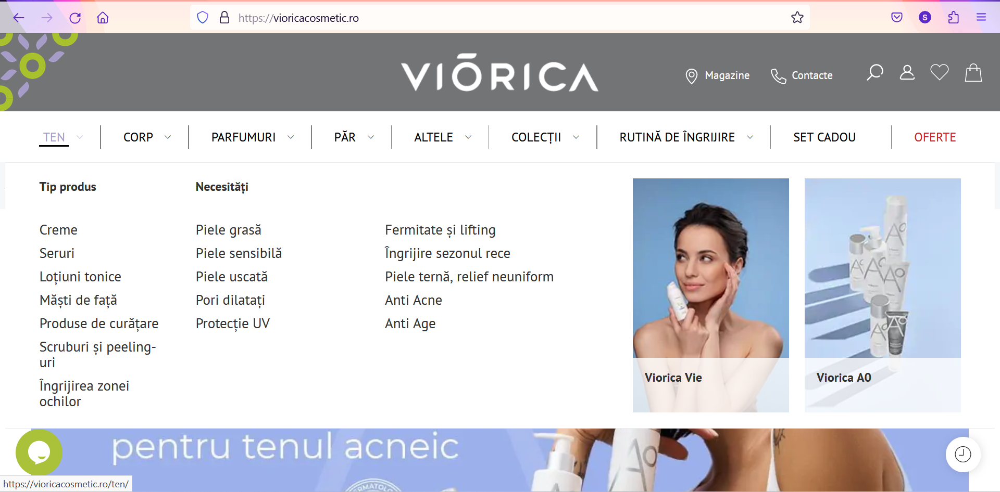 https://vioricacosmetic.ro
S
VIŌRICA
Magazine
Contacte
TEN
CORP
PARFUMURI
PĂR
ALTELE
COLECȚII
RUTINĂ DE ÎNGRIJIRE
SET CADOU
OFERTE
Tip produs
Creme
Seruri
Loțiuni tonice
Măști de față
Produse de curățare
Scruburi și peeling-
uri
Îngrijirea zonei
ochilor
Necesități
Piele grasă
Piele sensibilă
Piele uscată
Pori dilatați
Protecție UV
Fermitate și lifting
Îngrijire sezonul rece
Piele ternă, relief neuniform
Anti Acne
Anti Age
Viorica Vie
Viorica A0
pentru tenul acneic
https://vioricacosmetic.ro/ten/